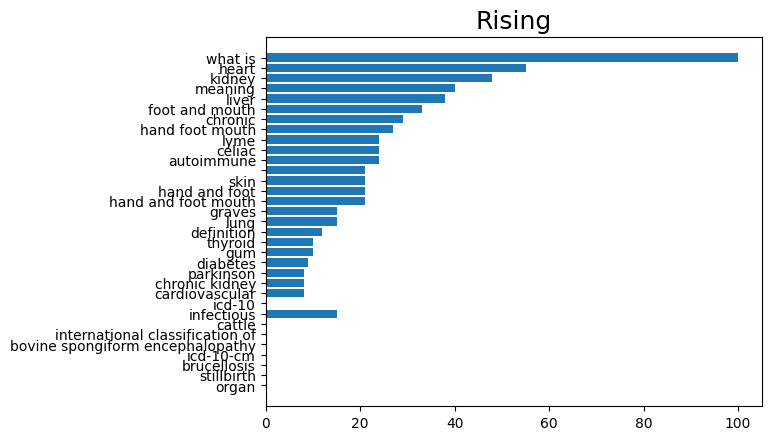 Rising
what is
heart
kidney
meaning
liver
foot and mouth
chronic
hand foot mouth
lyme
celiac
autoimmune
skin
hand and foot
hand and foot mouth
graves
lung
definition
thyroid
gum
diabetes
parkinson
chronic kidney
cardiovascular
icd-10
infectious
cattle
international classification of
bovine spongiform encephalopathy
icd-10-cm
brucellosis
stillbirth
organ
0 20 40 60 80 100